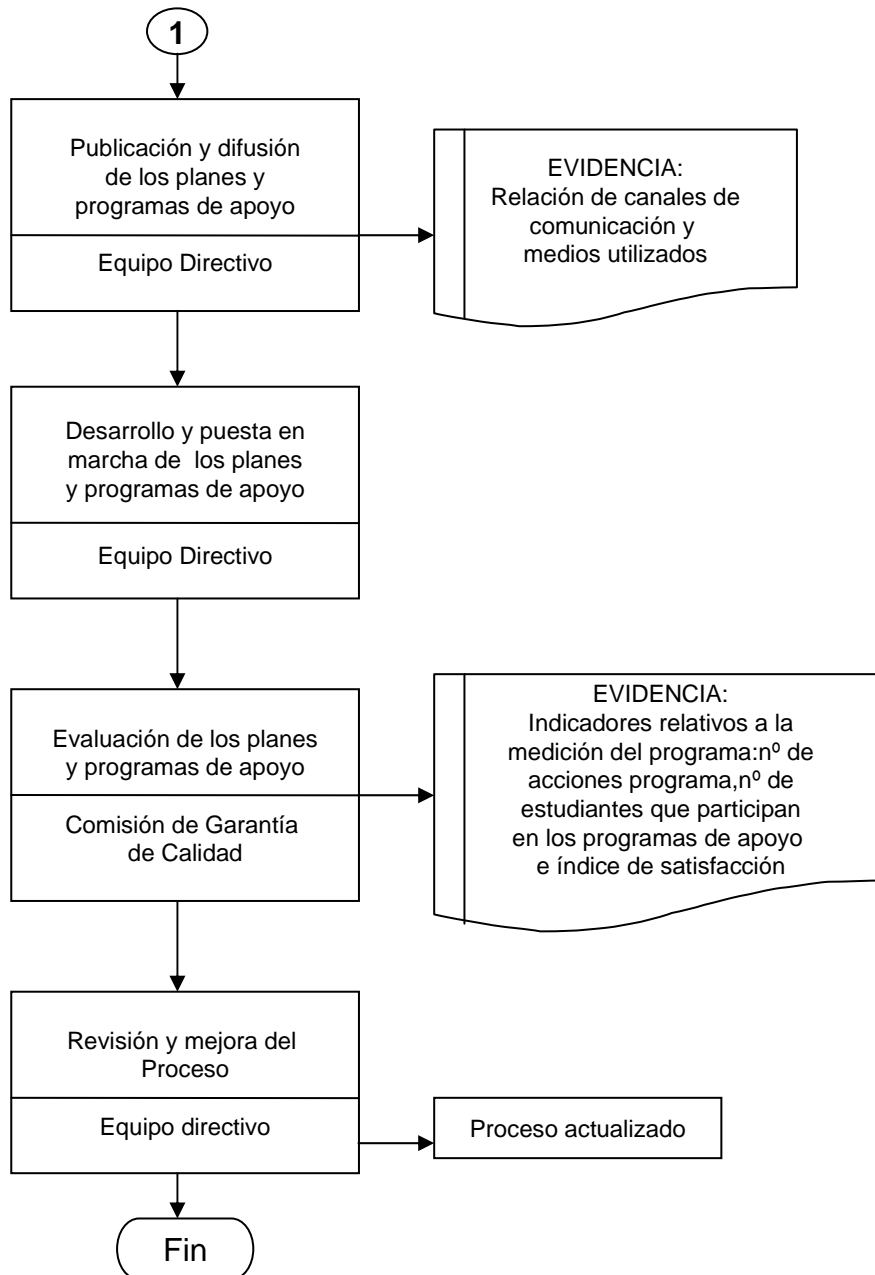 1
Publicación y difusión
de los planes y
programas de apoyo
Equipo Directivo
EVIDENCIA:
Relación de canales de
comunicación y
medios utilizados
Desarrollo y puesta en
marcha de  los planes
y programas de apoyo
Equipo Directivo
Evaluación de los planes
y programas de apoyo
Comisión de Garantía
de Calidad
EVIDENCIA:
Indicadores relativos a la
medición del programa:nº de
acciones programa,nº de
estudiantes que participan
en los programas de apoyo
e índice de satisfacción
Revisión y mejora del
Proceso
Equipo directivo
Proceso actualizado
Fin